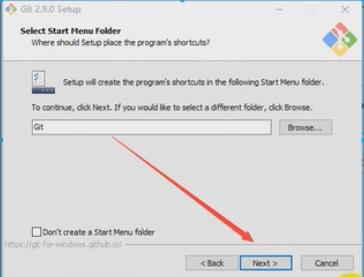 Git 2.9.0 Setup
Select Start Menu Folder
Where should Setup place the program's shortcuts?
Setup will create the program's shortcuts in the following Start Menu folder.
To continue, click Next. If you would like to select a different folder, click Browse.
Git
Browse...
Don't create a Start Menu folder
https://git-for-windows.github.io/
< Back
Next >
Cancel